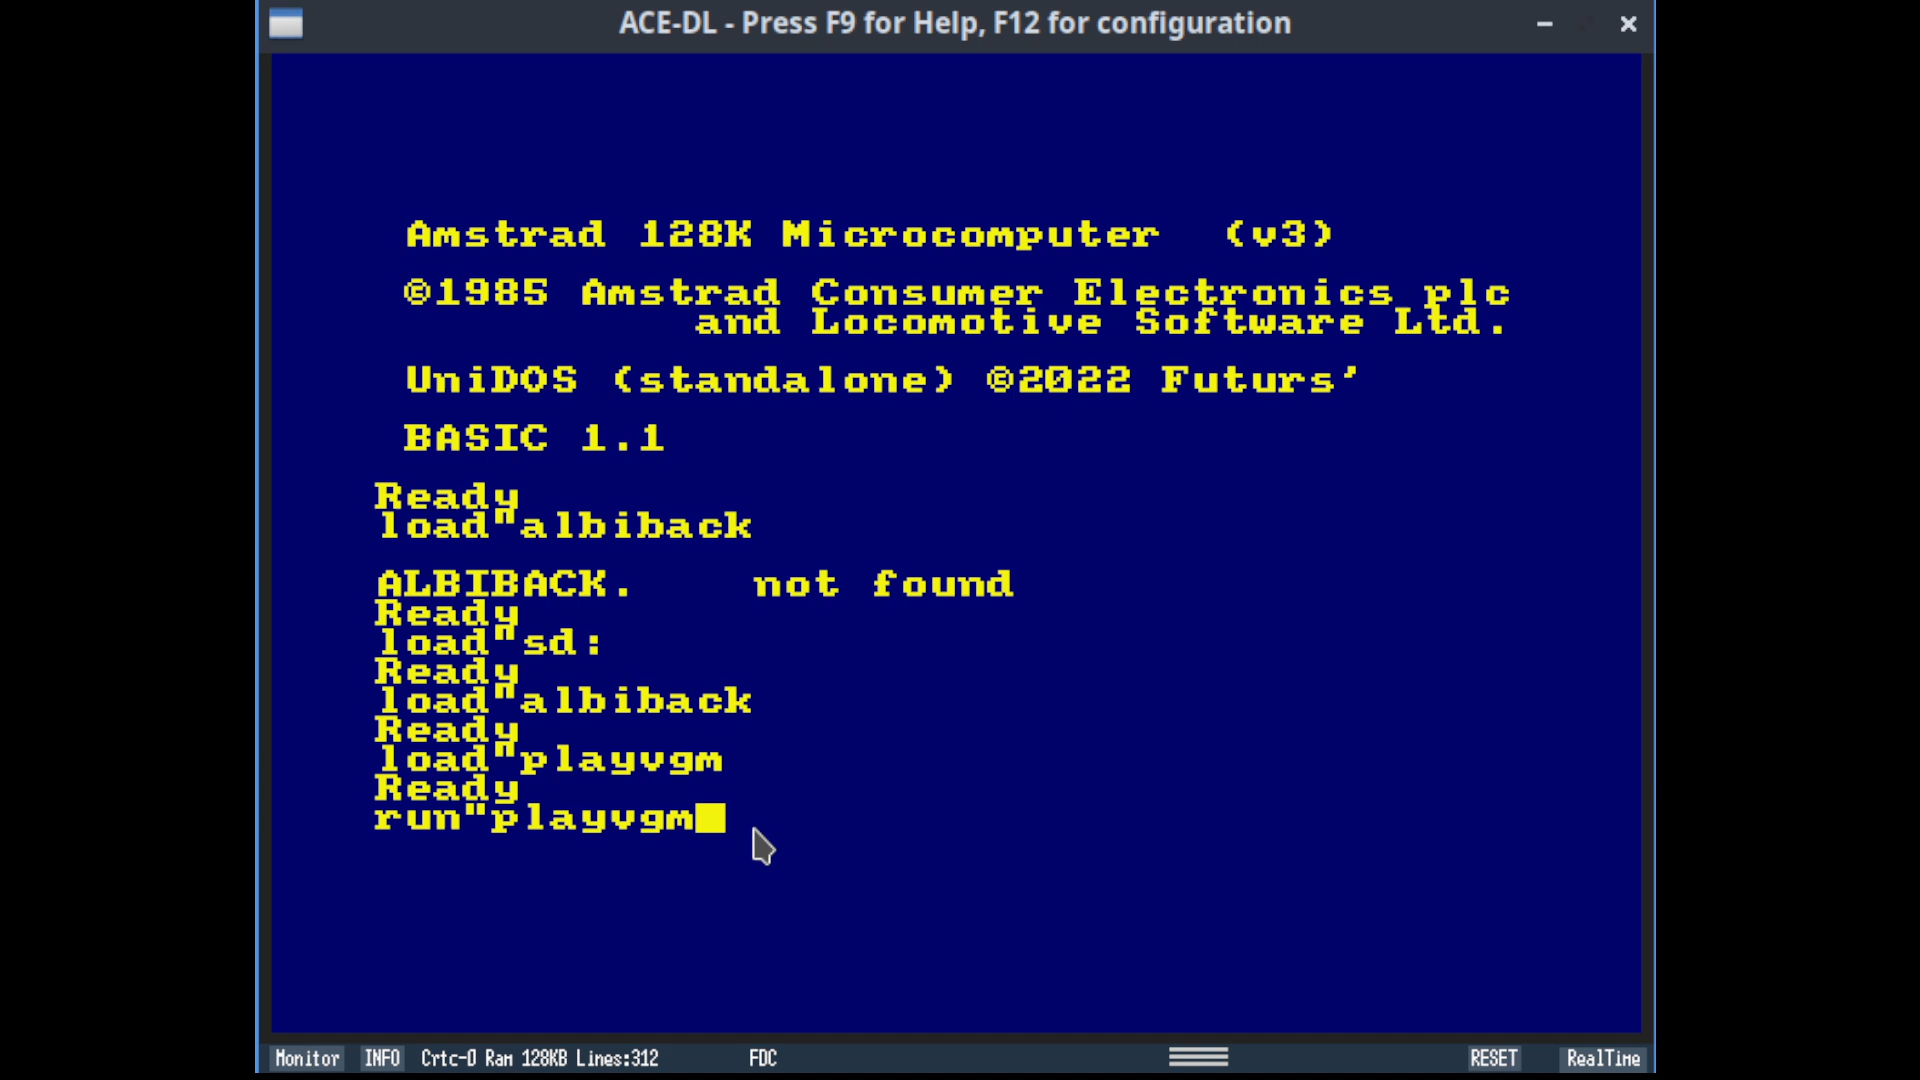 ACE-DL - Press F9 for Help, F12 for configuration
Amstrad 128K Microcomputer  (v3)
©1985 Amstrad Consumer Electronics plc
and Locomotive Software Ltd.
UniDOS (standalone) ©2022 Futurs'
BASIC 1.1
Ready
load"albiback
ALBIBACK.    not found
Ready
load"sd:
Ready
load"albiback
Ready
load"playvgm
Ready
run"playvgm
Monitor INFO Crtc-0 Ram 128KB Lines:312 FDC RESET RealTime